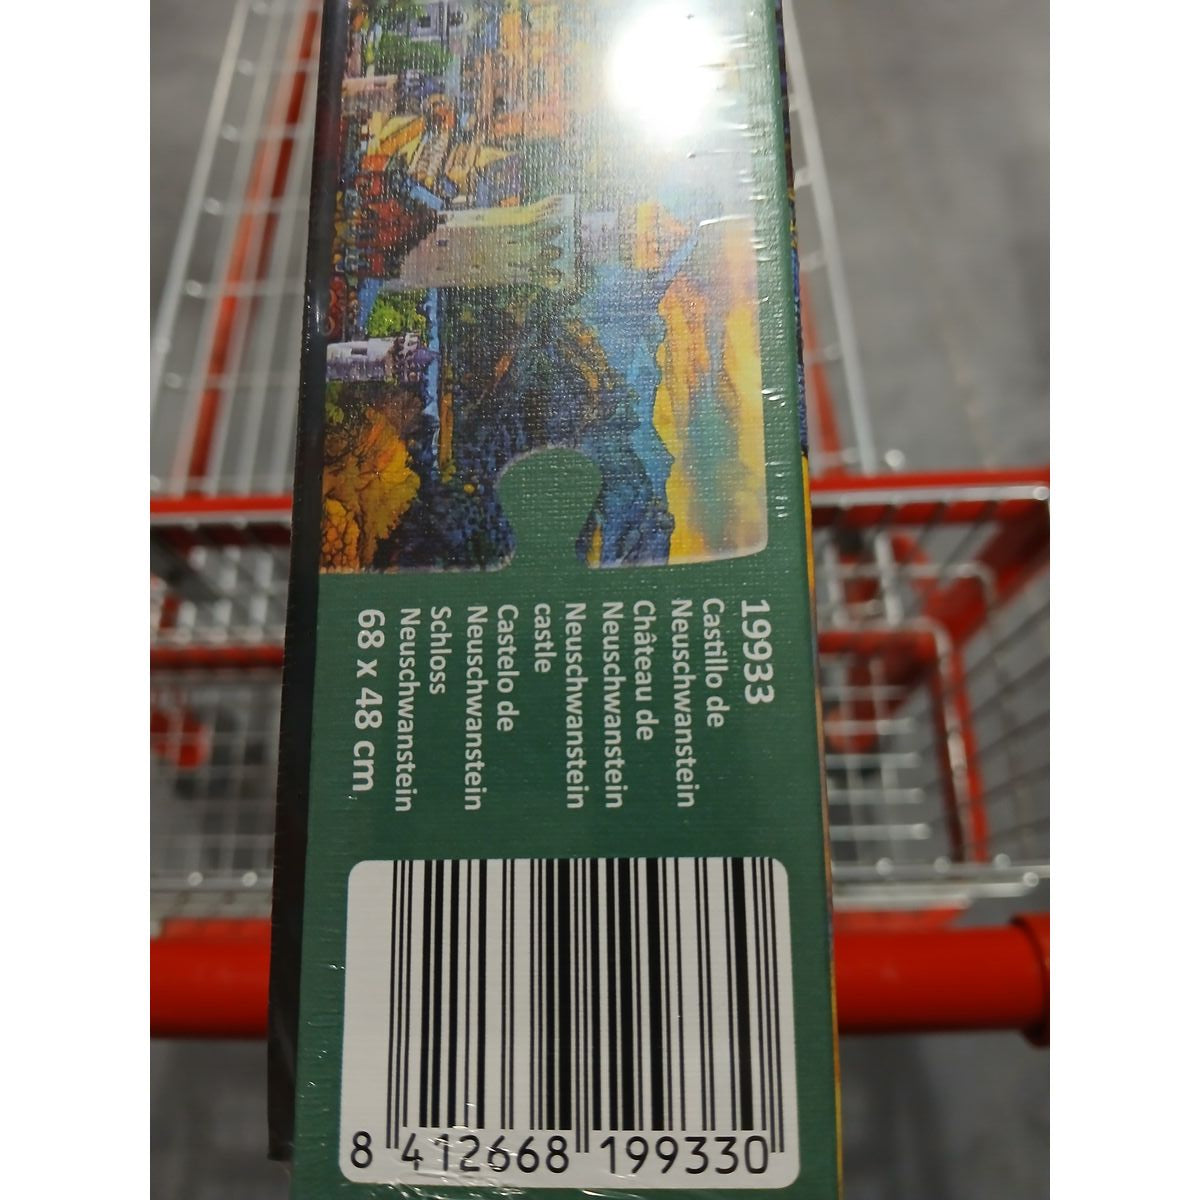 19933
Castillo de
Neuschwanstein
Château de
Neuschwanstein
Neuschwanstein
castle
Castelo de
Neuschwanstein
Schloss
Neuschwanstein
68 x 48 cm
8 412668 199330